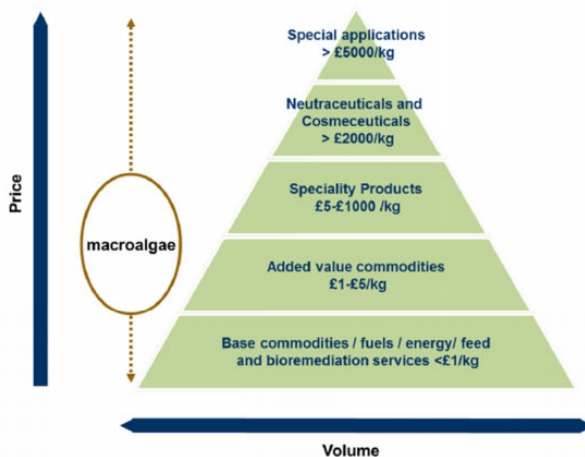 Special applications
> £5000/kg
Neutraceuticals and
Cosmeceuticals
> £2000/kg
Speciality Products
£5-£1000 /kg
Added value commodities
£1-£5/kg
Base commodities / fuels / energy/ feed
and bioremediation services <£1/kg
Price
macroalgae
Volume